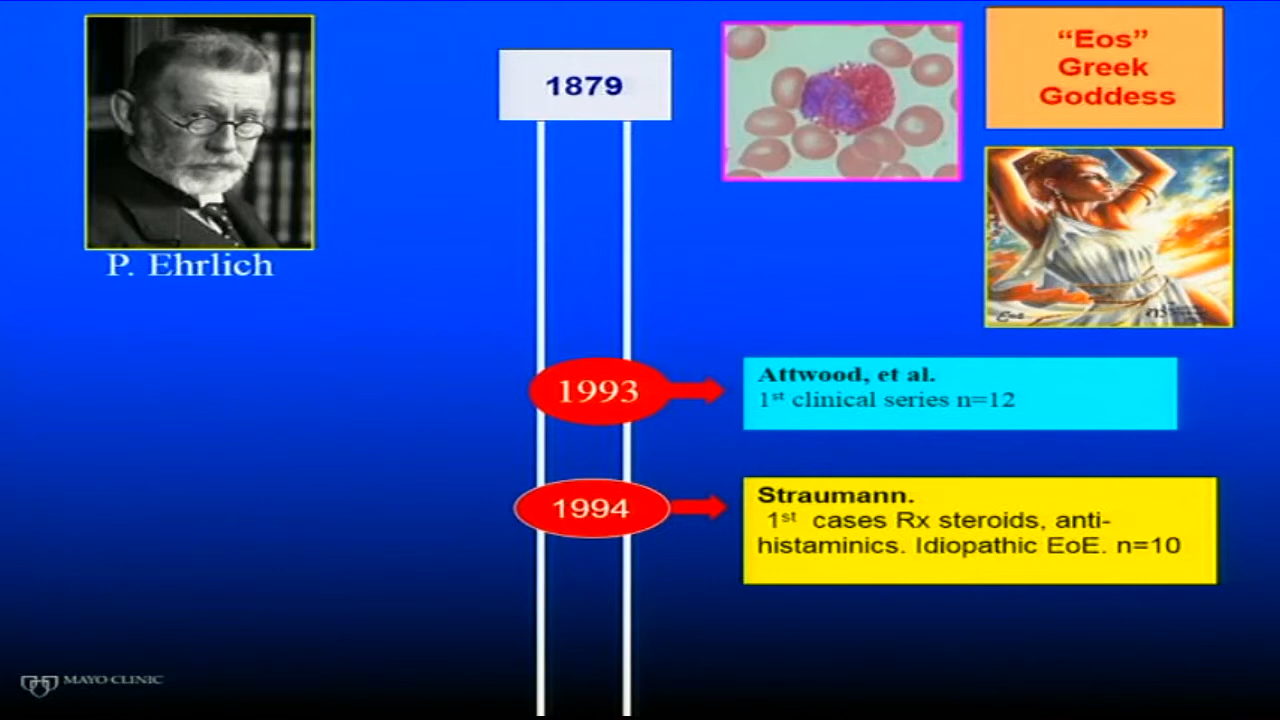 P. Ehrlich
1879
“Eos”
Greek
Goddess
Eos
1993
Attwood, et al.
1st clinical series n=12
1994
Straumann.
1st cases Rx steroids, anti-
histaminics. Idiopathic EoE. n=10
MAYO CLINIC